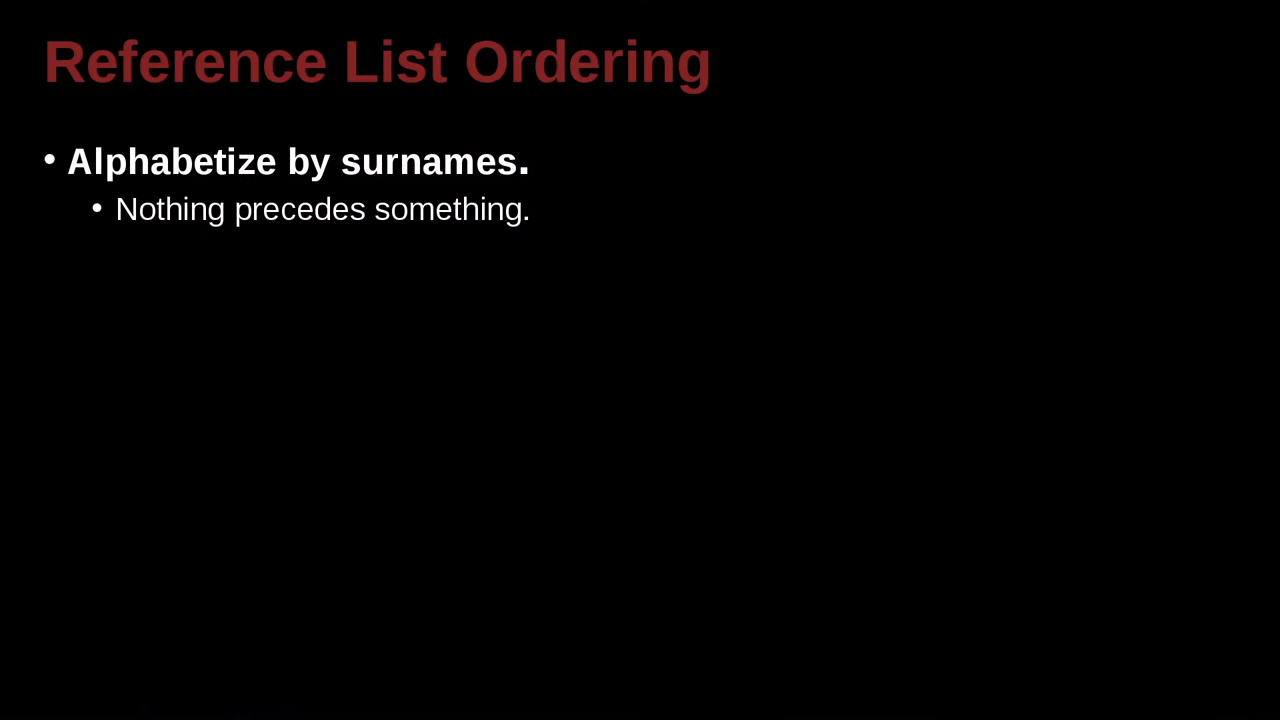 Reference List Ordering
• Alphabetize by surnames.
• Nothing precedes something.